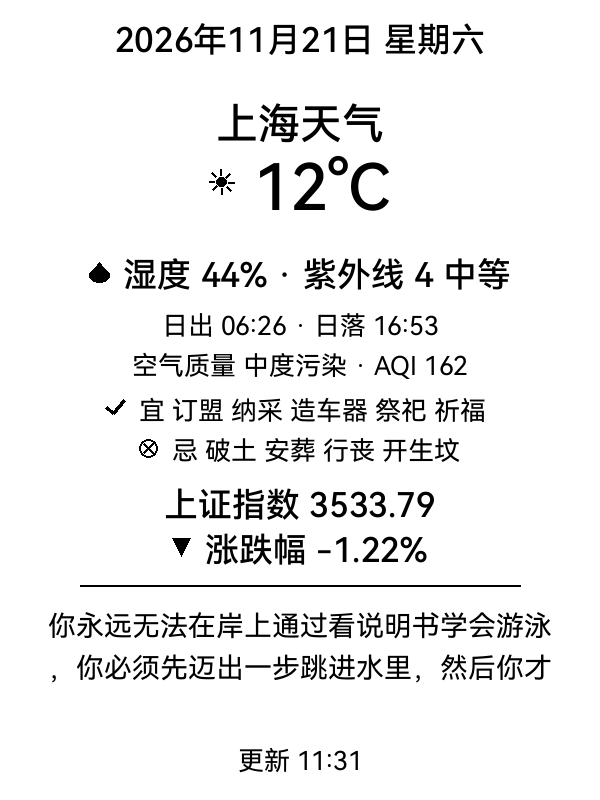 2026年11月21日 星期六
上海天气
12°C
湿度 44% · 紫外线 4 中等
日出 06:26 · 日落 16:53
空气质量 中度污染 · AQI 162
宜 订盟 纳采 造车器 祭祀 祈福
忌 破土 安葬 行丧 开生坟
上证指数 3533.79
▼ 涨跌幅 -1.22%
你永远无法在岸上通过看说明书学会游泳
，你必须先迈出一步跳进水里，然后你才
更新 11:31